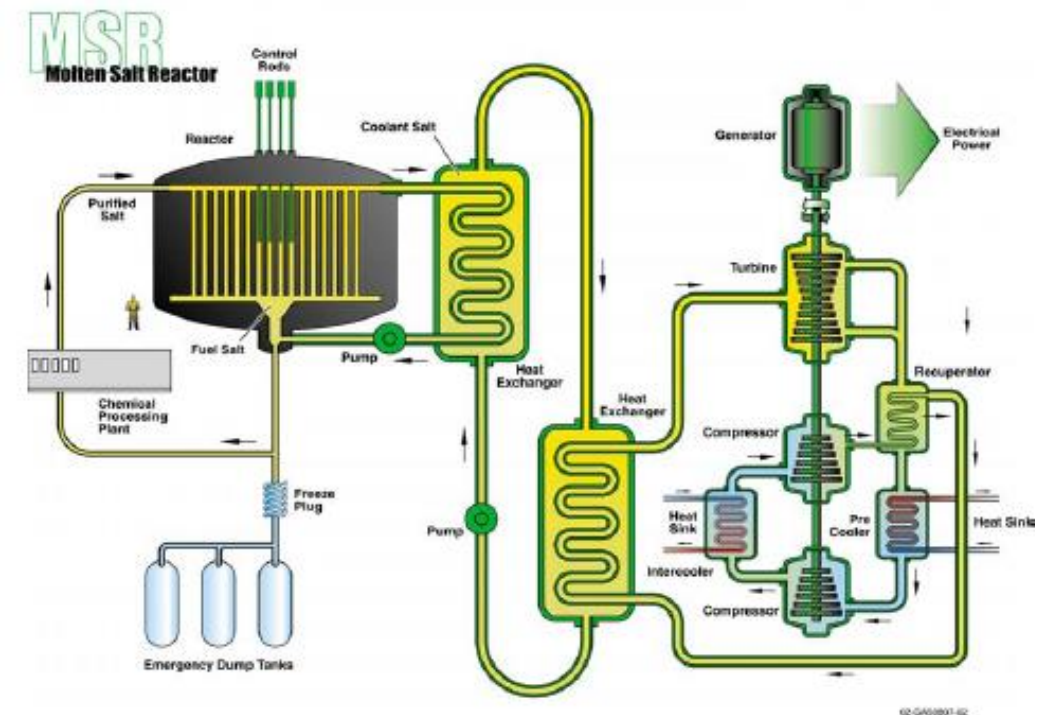 MSR
Molten Salt Reactor
Control
Rods
Reactor
Coolant Salt
Generator
Electrical
Power
Purified
Salt
Turbine
Fuel Salt
Pump
Heat
Exchanger
Recuperator
Chemical
Processing
Plant
Heat
Exchanger
Compressor
Freeze
Plug
Pump
Heat
Sink
Pre
Cooler
Heat Sink
Intercooler
Compressor
Emergency Dump Tanks